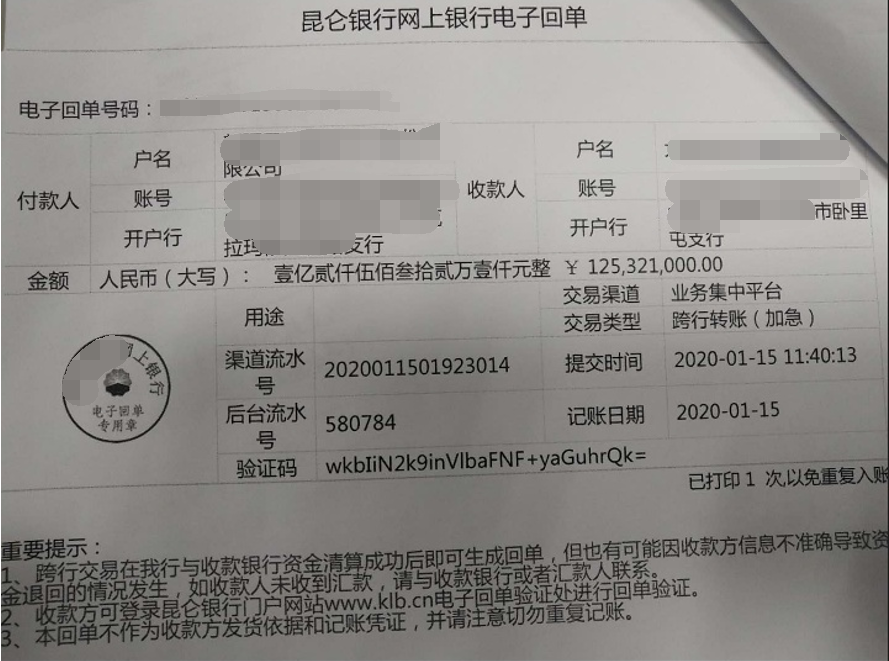 昆仑银行网上银行电子回单
电子回单号码：
付款人
户名
限公司
账号
开户行
拉玛
支行
收款人
户名
账号
开户行
市卧里
屯支行
金额
人民币（大写）： 壹亿贰仟伍佰叁拾贰万壹仟元整 ￥ 125,321,000.00
用途
交易渠道 业务集中平台
交易类型 跨行转账（加急）
渠道流水
号
2020011501923014
提交时间 2020-01-15 11:40:13
后台流水
号
580784
记账日期 2020-01-15
验证码 wkbIiN2k9inVlbaFNF+yaGuhrQk=
网上银行
电子回单
专用章
已打印 1 次,以免重复入账
重要提示：
1、跨行交易在我行与收款银行资金清算成功后即可生成回单，但也有可能因收款方信息不准确导致资
金退回的情况发生，如收款人未收到汇款，请与收款银行或者汇款人联系。
2、收款方可登录昆仑银行门户网站www.klb.cn电子回单验证处进行回单验证。
3、本回单不作为收款方发货依据和记账凭证，并请注意切勿重复记账。